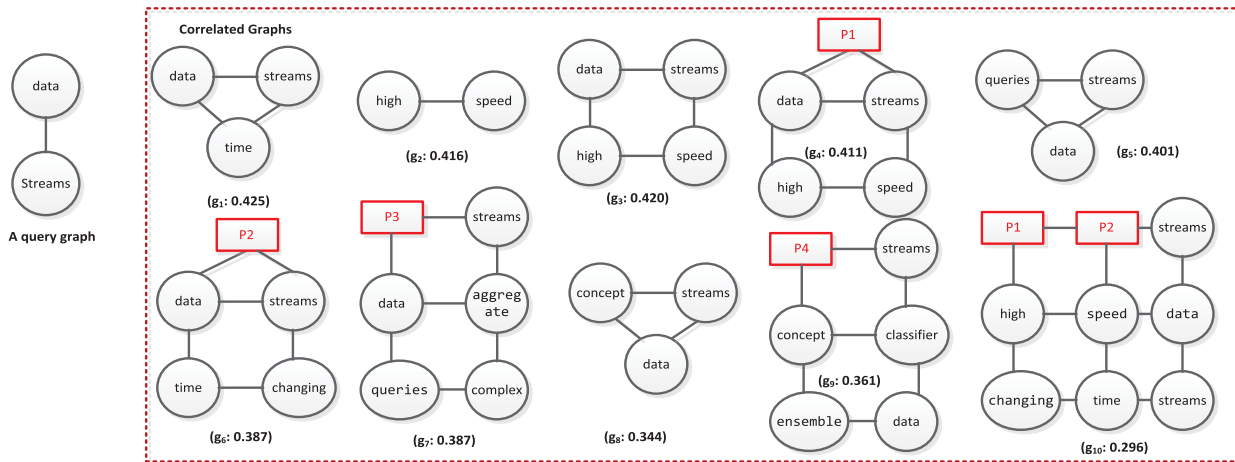 Correlated Graphs
data
Streams
A query graph
data
streams
time
(g1: 0.425)
high
speed
(g2: 0.416)
data
streams
high
speed
(g3: 0.420)
P1
data
streams
(g4: 0.411)
high
speed
queries
streams
data
(g5: 0.401)
P2
data
streams
time
changing
(g6: 0.387)
P3
streams
data
aggreg
ate
queries
complex
(g7: 0.387)
concept
streams
data
(g8: 0.344)
P4
streams
concept
classifier
(g9: 0.361)
ensemble
data
P1
P2
streams
high
speed
data
changing
time
streams
(g10: 0.296)